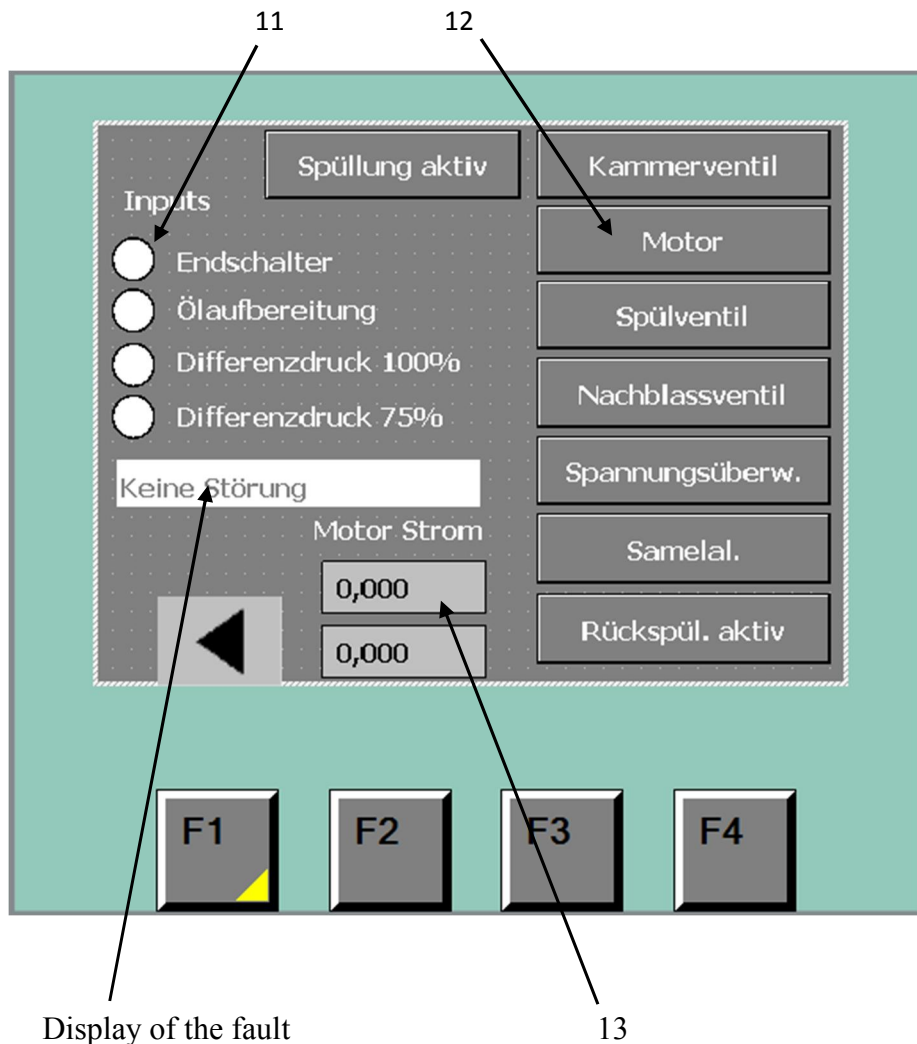 11
12
Spüllung aktiv
Kammerventil
Inputs
Motor
Endschalter
Ölaufbereitung
Spülventil
Differenzdruck 100%
Nachblassventil
Differenzdruck 75%
Spannungsüberw.
Keine Störung
Motor Strom
Samelal.
0,000
Rückspül. aktiv
0,000
F1
F2
F3
F4
Display of the fault
13